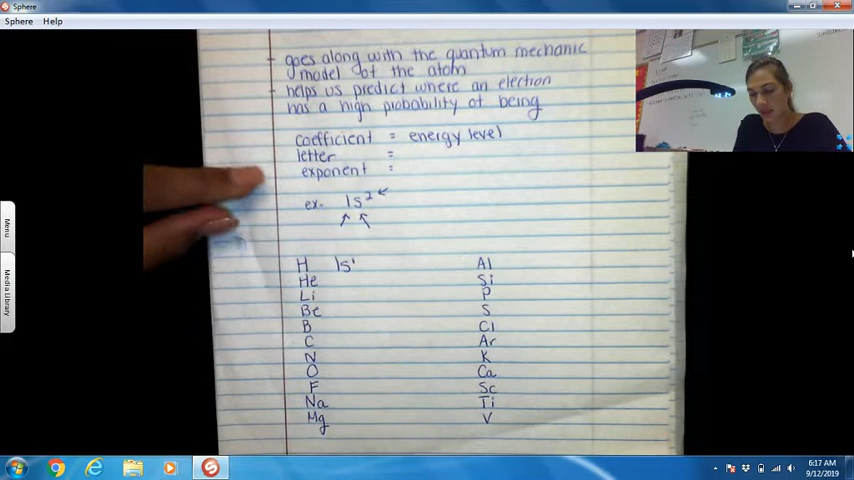 Sphere
Sphere Help
goes along with the quantum mechanic
model of the atom
helps us predict where an election
has a high probability of being
coefficient = energy level
letter =
exponent =
ex. 1s²
H 1s¹
He
Li
Be
B
C
N
O
F
Na
Mg
Al
Si
P
S
Cl
Ar
K
Ca
Sc
Ti
V
Menu
Media Library
6:17 AM
9/12/2019